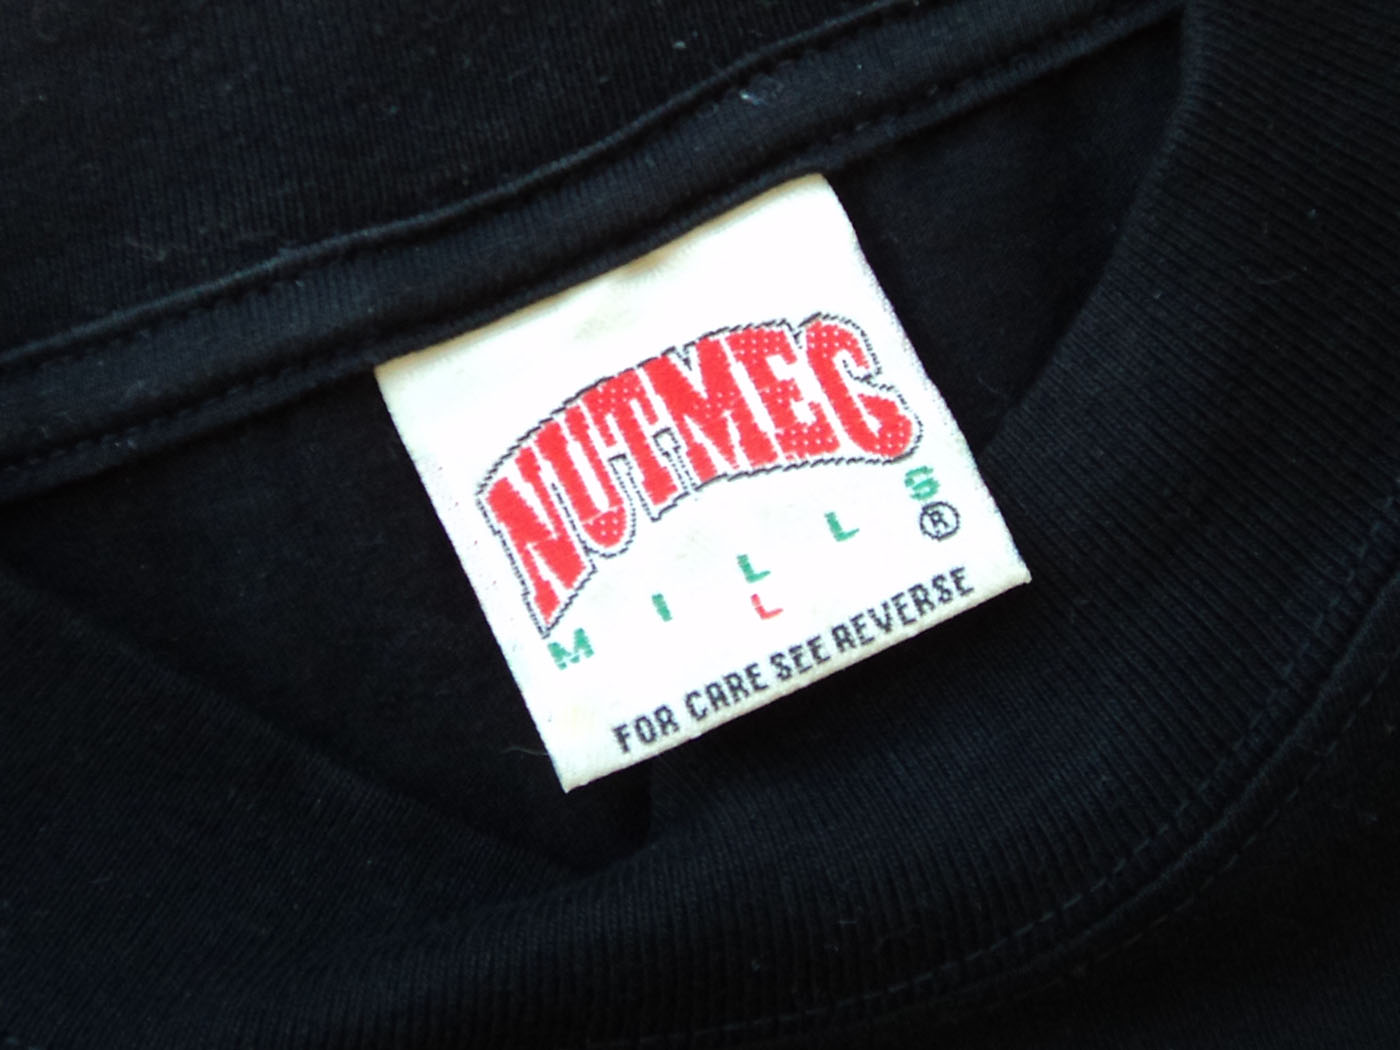 NUTMEG
MILLS
®
L
FOR CARE SEE REVERSE